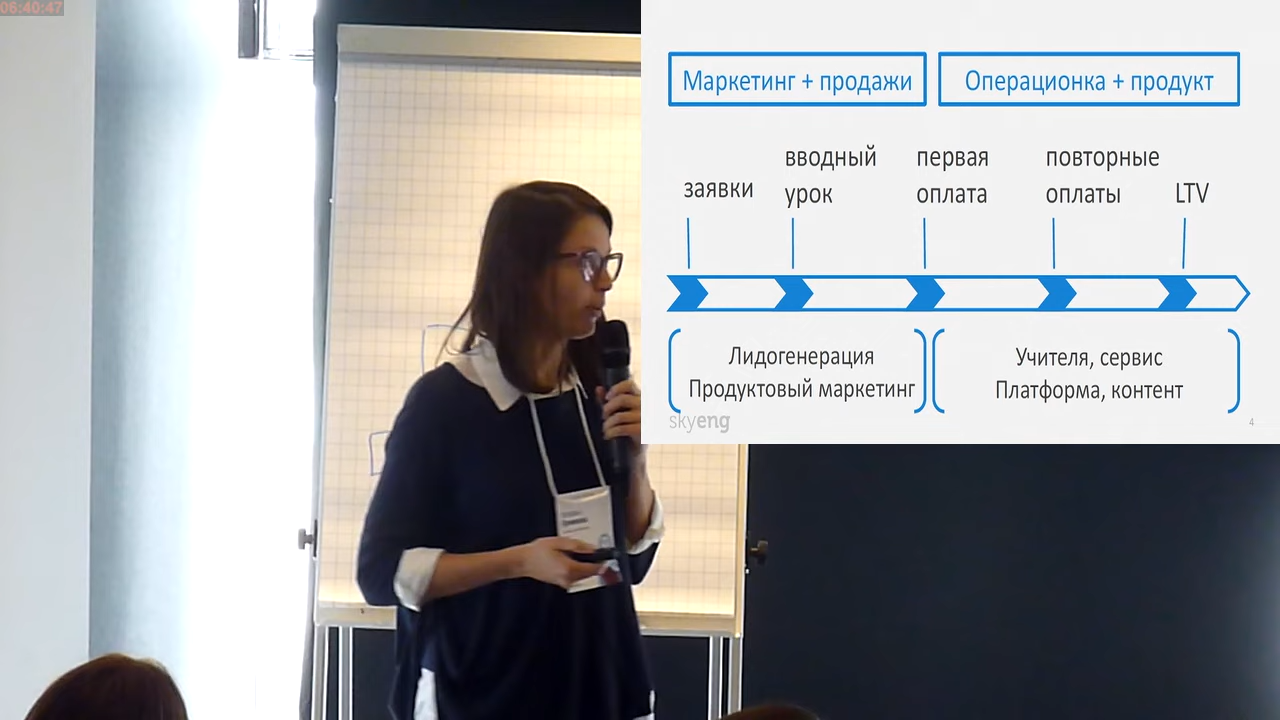 06:40:47
Маркетинг + продажи
Операционка + продукт
заявки
вводный
урок
первая
оплата
повторные
оплаты
LTV
Лидогенерация
Продуктовый маркетинг
Учителя, сервис
Платформа, контент
skyeng
4